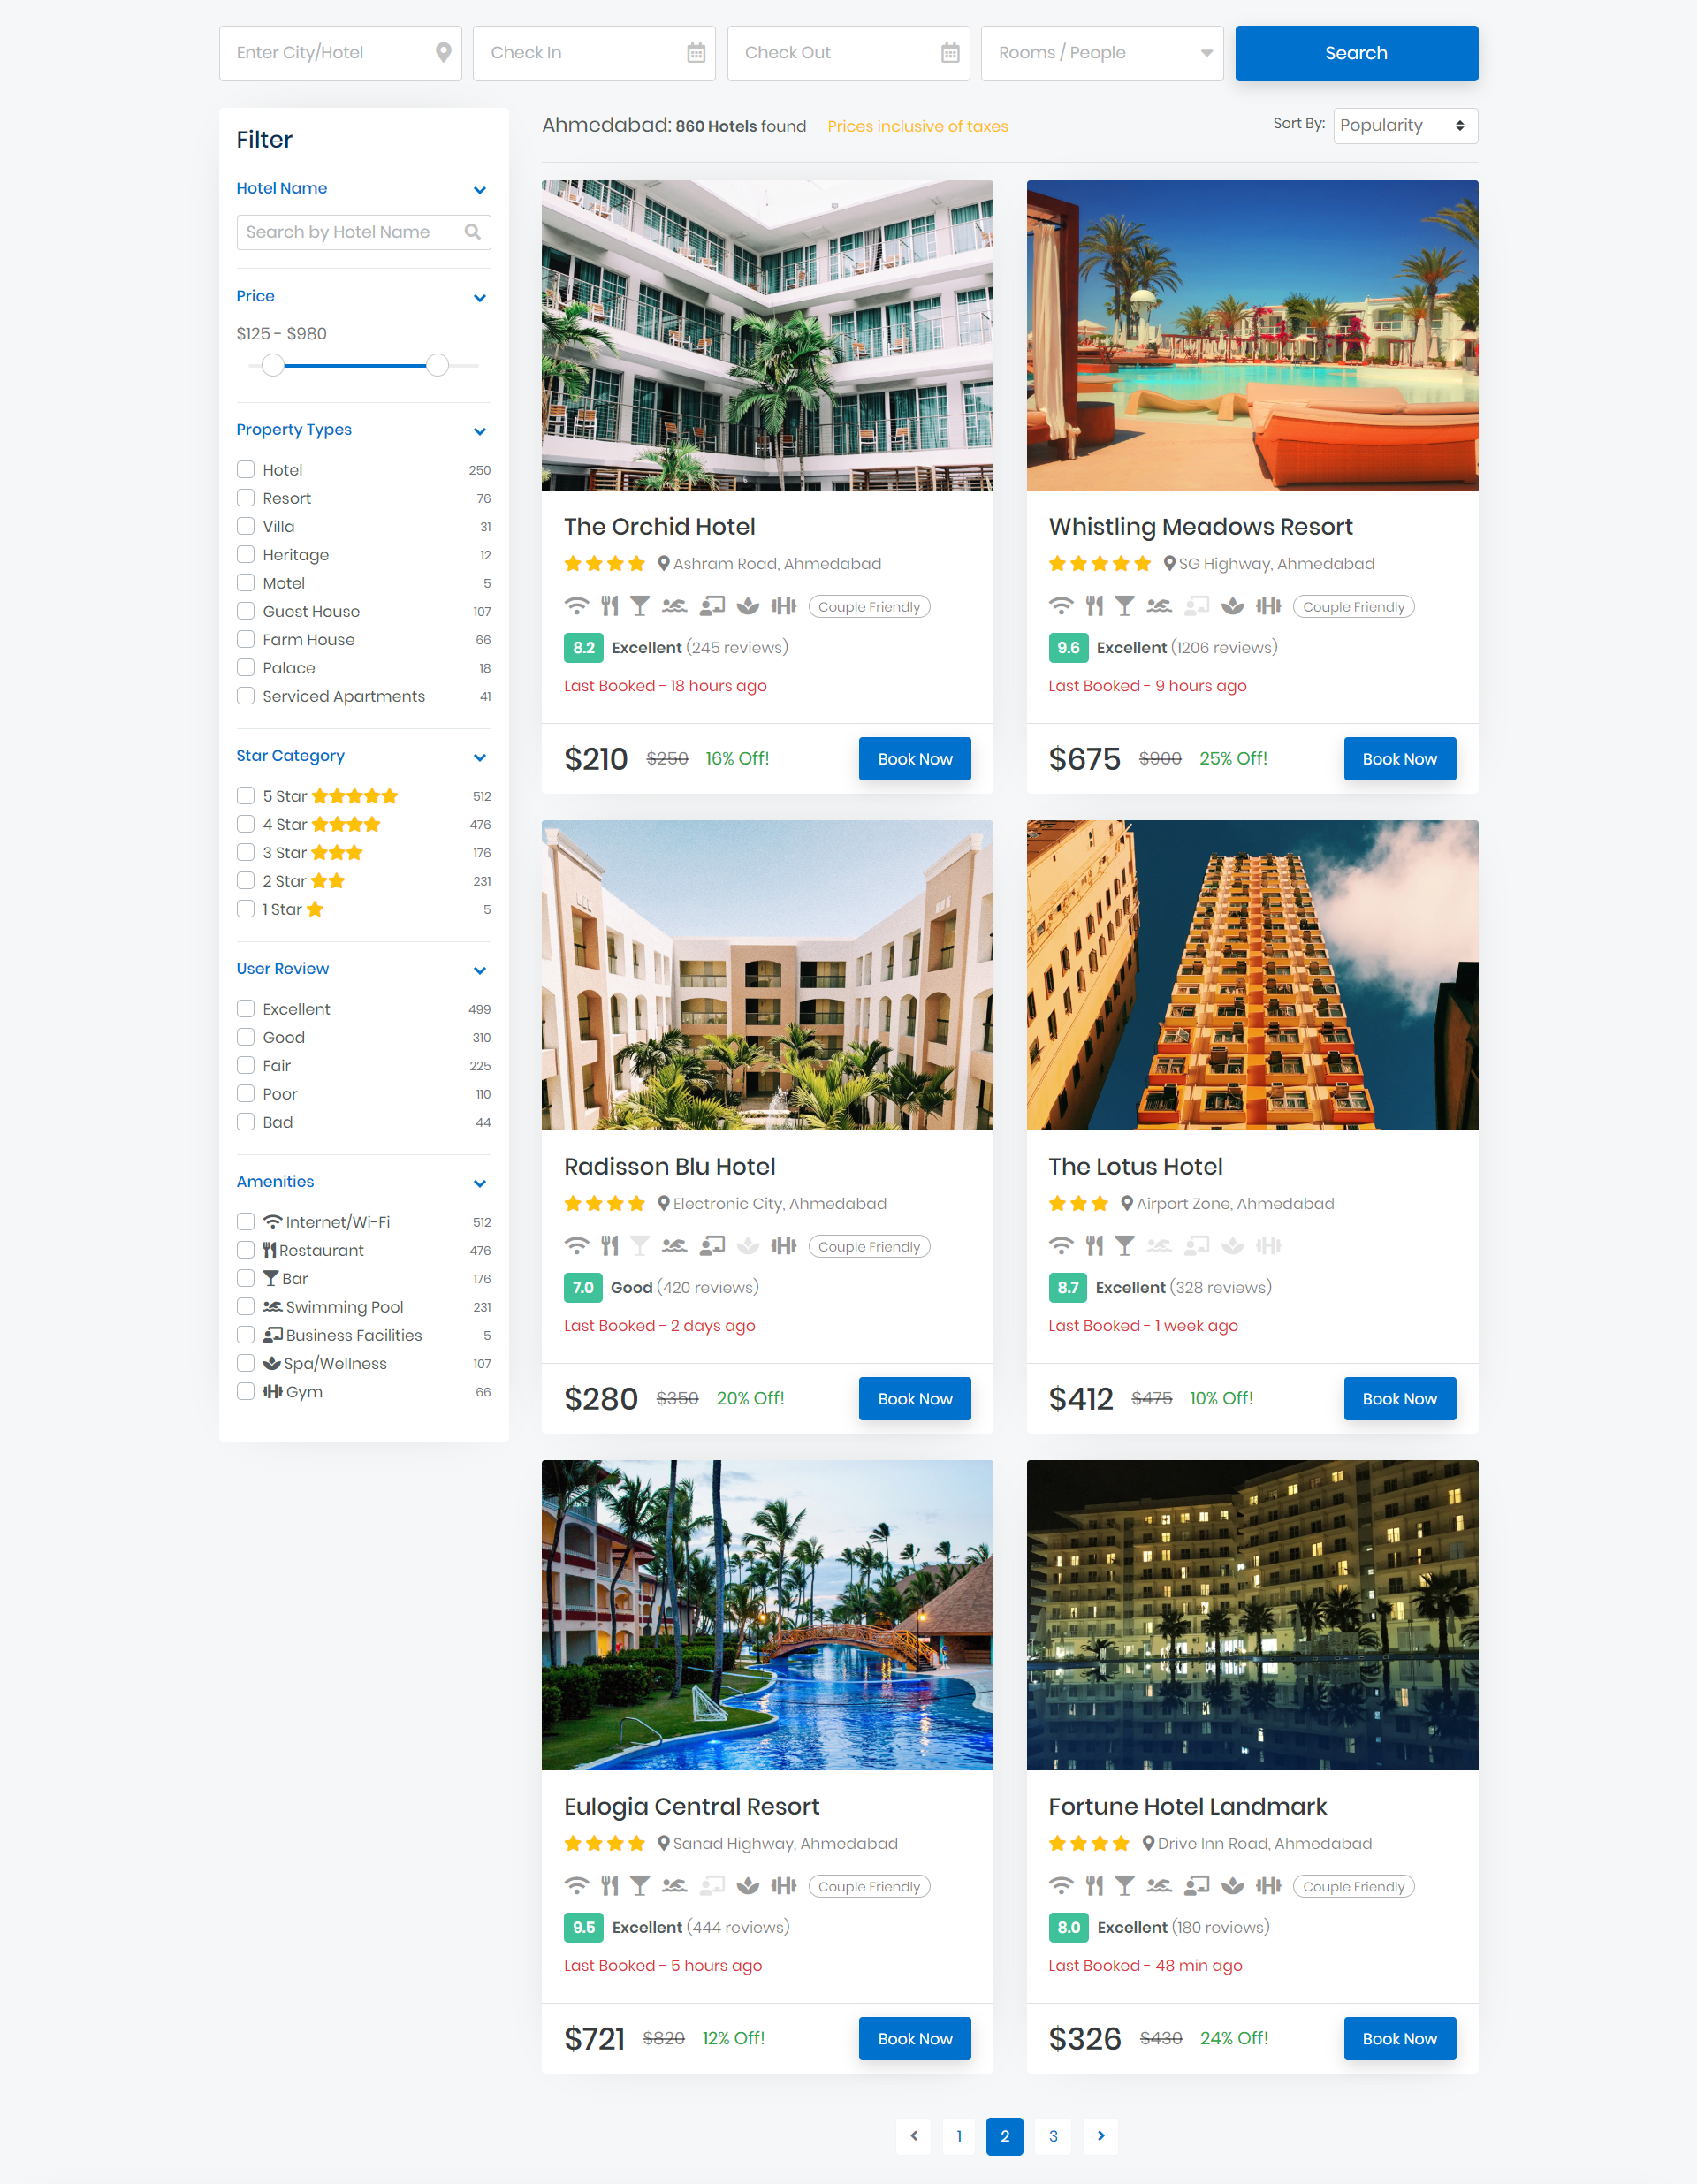 Enter City/Hotel
Check In
Check Out
Rooms / People
Search
Filter
Hotel Name
Search by Hotel Name
Price
$125 - $980
Property Types
Hotel 250
Resort 76
Villa 31
Heritage 12
Motel 5
Guest House 107
Farm House 66
Palace 18
Serviced Apartments 41
Star Category
5 Star 512
4 Star 476
3 Star 176
2 Star 231
1 Star 5
User Review
Excellent 499
Good 310
Fair 225
Poor 110
Bad 44
Amenities
Internet/Wi-Fi 512
Restaurant 476
Bar 176
Swimming Pool 231
Business Facilities 5
Spa/Wellness 107
Gym 66
Ahmedabad: 860 Hotels found Prices inclusive of taxes
Sort By: Popularity
The Orchid Hotel
Ashram Road, Ahmedabad
Couple Friendly
8.2 Excellent (245 reviews)
Last Booked - 18 hours ago
$210 $250 16% Off! Book Now
Whistling Meadows Resort
SG Highway, Ahmedabad
Couple Friendly
9.6 Excellent (1206 reviews)
Last Booked - 9 hours ago
$675 $900 25% Off! Book Now
Radisson Blu Hotel
Electronic City, Ahmedabad
Couple Friendly
7.0 Good (420 reviews)
Last Booked - 2 days ago
$280 $350 20% Off! Book Now
The Lotus Hotel
Airport Zone, Ahmedabad
8.7 Excellent (328 reviews)
Last Booked - 1 week ago
$412 $475 10% Off! Book Now
Eulogia Central Resort
Sanad Highway, Ahmedabad
Couple Friendly
9.5 Excellent (444 reviews)
Last Booked - 5 hours ago
$721 $820 12% Off! Book Now
Fortune Hotel Landmark
Drive Inn Road, Ahmedabad
Couple Friendly
8.0 Excellent (180 reviews)
Last Booked - 48 min ago
$326 $430 24% Off! Book Now
1 2 3